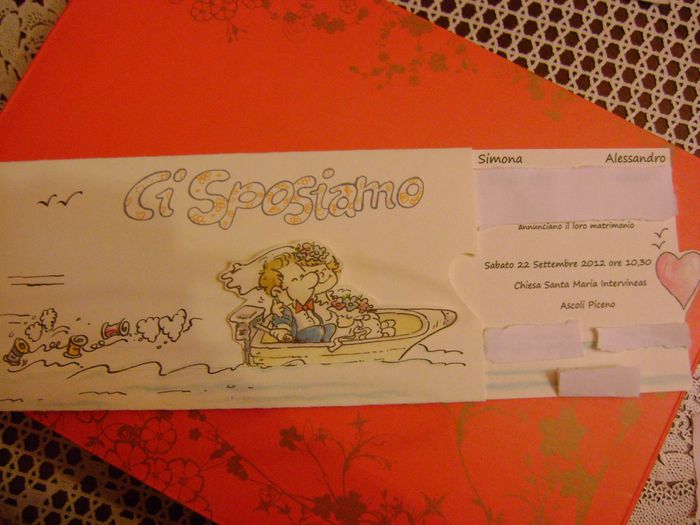 Ci Sposiamo
Simona Alessandro
annunciano il loro matrimonio
Sabato 22 Settembre 2012 ore 10,30
Chiesa Santa Maria Intervineas
Ascoli Piceno